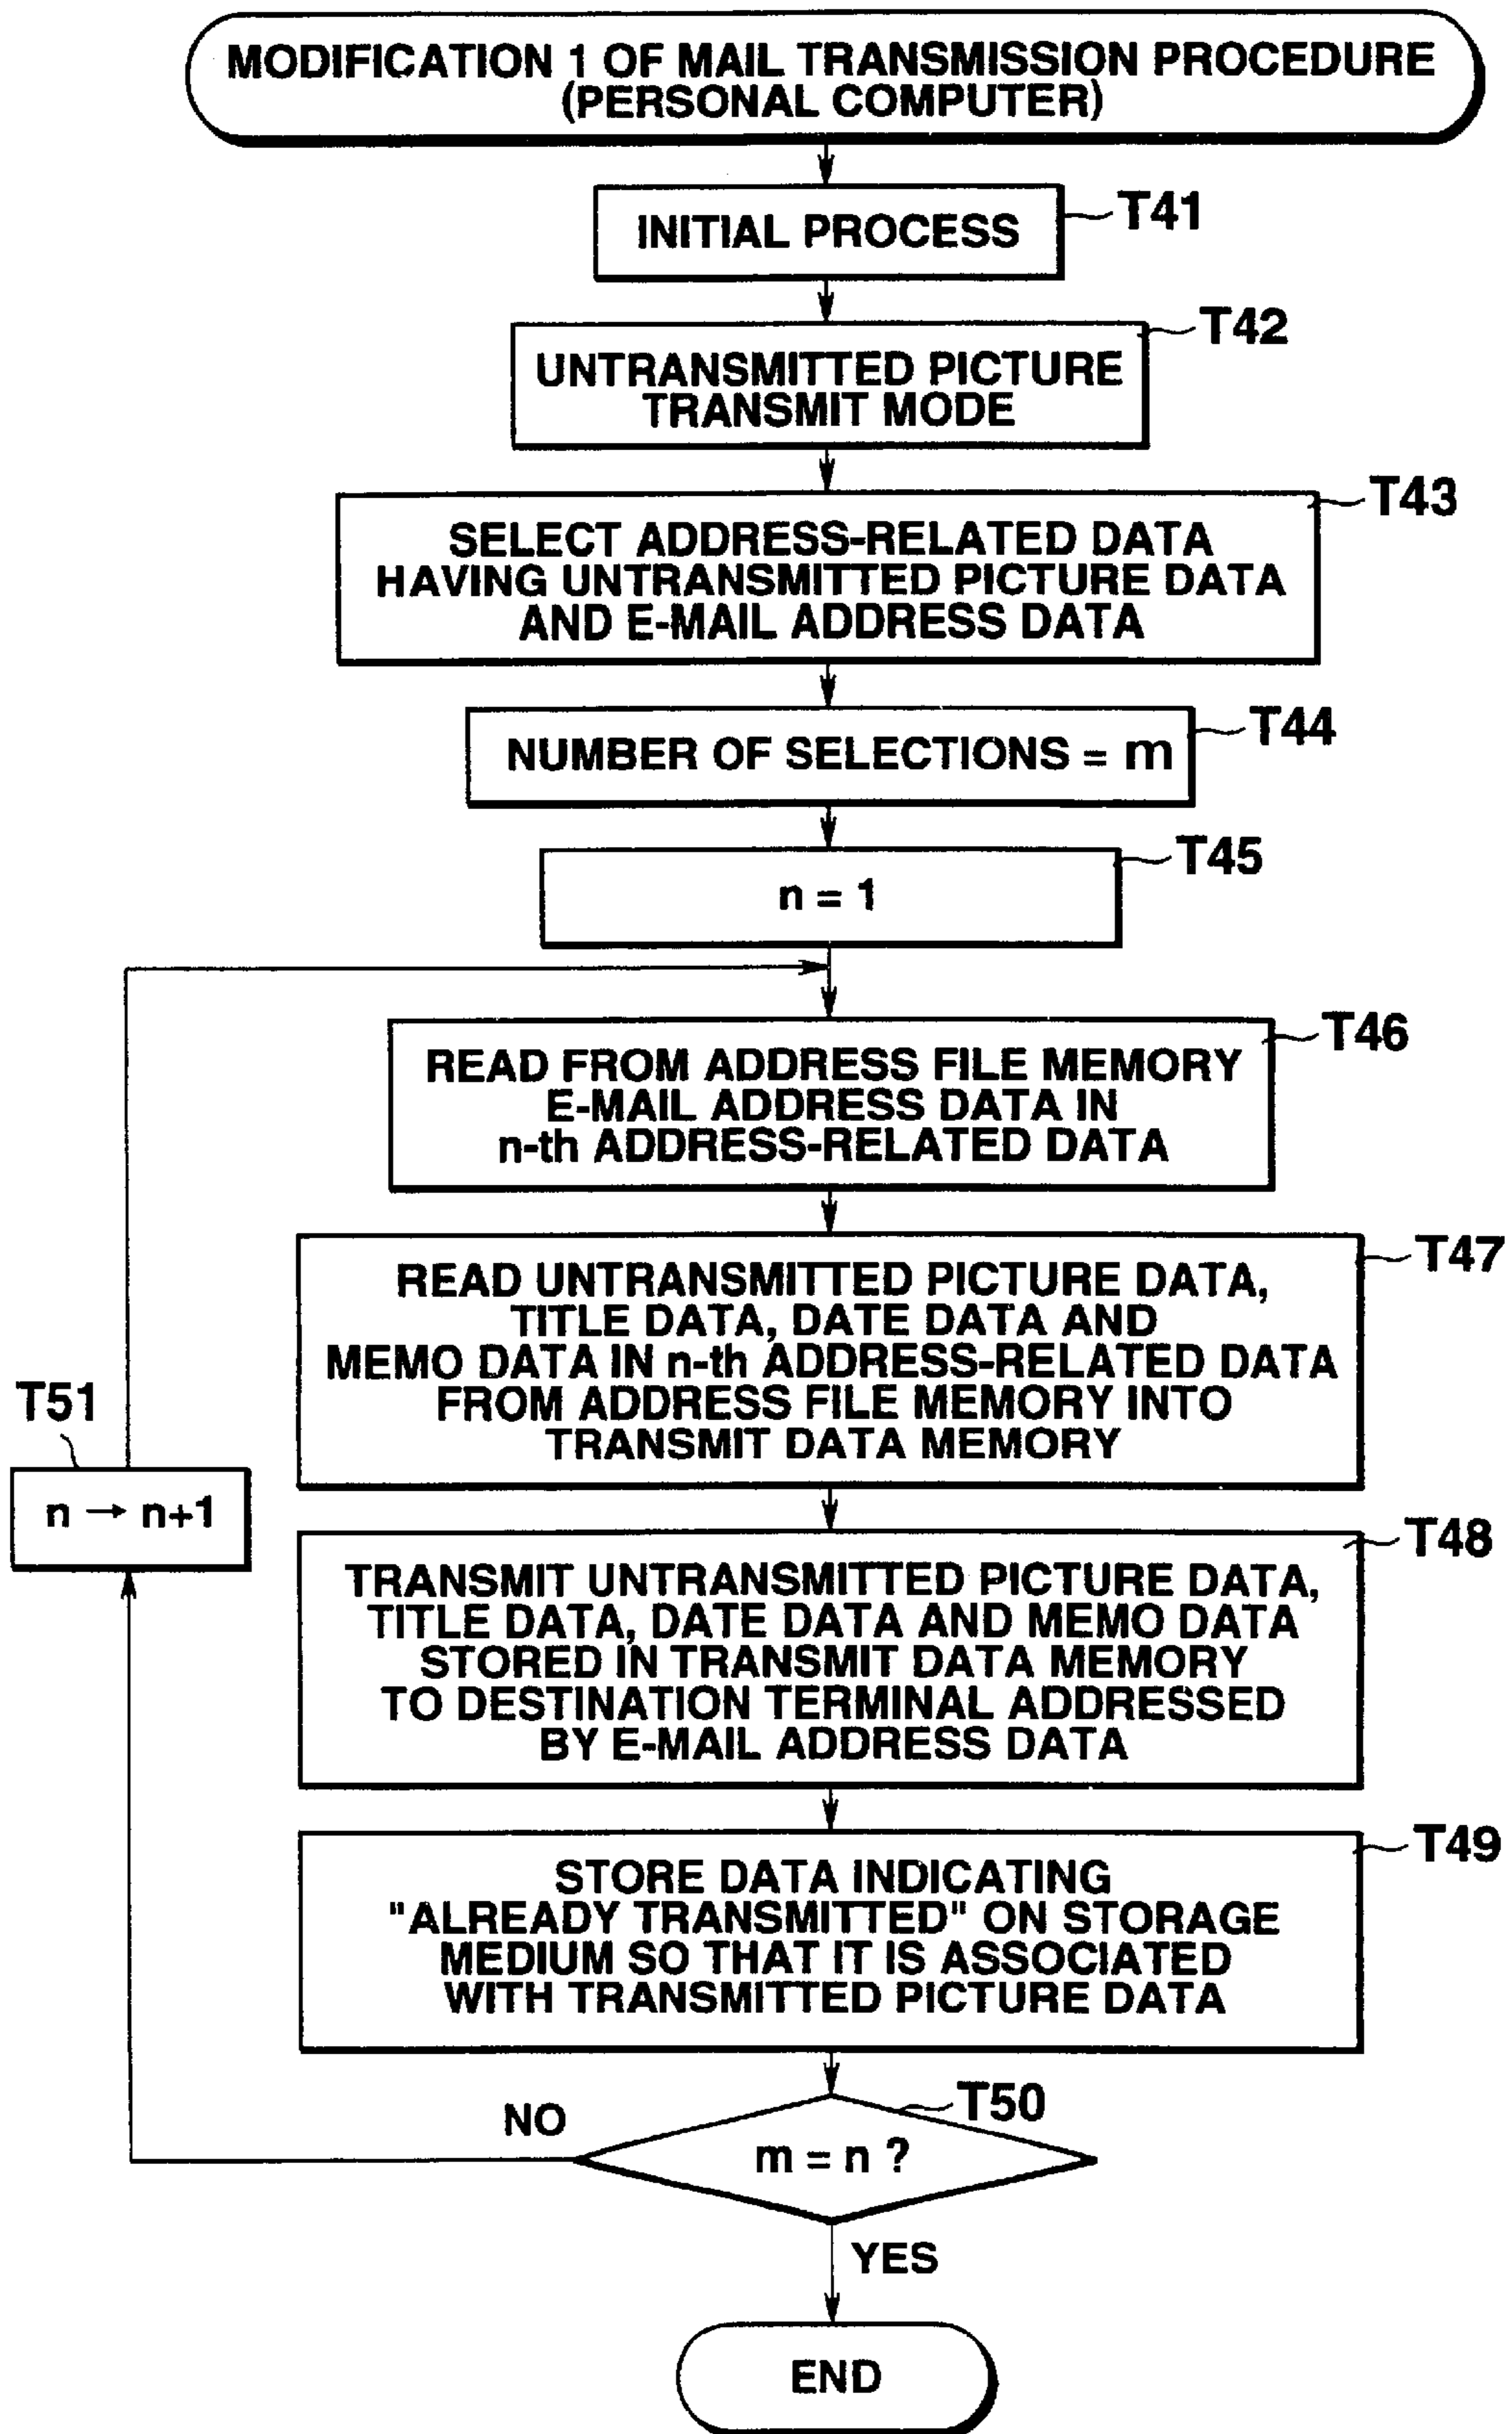 MODIFICATION 1 OF MAIL TRANSMISSION PROCEDURE
(PERSONAL COMPUTER)
INITIAL PROCESS
T41
UNTRANSMITTED PICTURE
TRANSMIT MODE
T42
SELECT ADDRESS-RELATED DATA
HAVING UNTRANSMITTED PICTURE DATA
AND E-MAIL ADDRESS DATA
T43
NUMBER OF SELECTIONS = m
T44
n = 1
T45
READ FROM ADDRESS FILE MEMORY
E-MAIL ADDRESS DATA IN
n-th ADDRESS-RELATED DATA
T46
READ UNTRANSMITTED PICTURE DATA,
TITLE DATA, DATE DATA AND
MEMO DATA IN n-th ADDRESS-RELATED DATA
FROM ADDRESS FILE MEMORY INTO
TRANSMIT DATA MEMORY
T47
T51
n → n+1
TRANSMIT UNTRANSMITTED PICTURE DATA,
TITLE DATA, DATE DATA AND MEMO DATA
STORED IN TRANSMIT DATA MEMORY
TO DESTINATION TERMINAL ADDRESSED
BY E-MAIL ADDRESS DATA
T48
STORE DATA INDICATING
"ALREADY TRANSMITTED" ON STORAGE
MEDIUM SO THAT IT IS ASSOCIATED
WITH TRANSMITTED PICTURE DATA
T49
T50
NO
m = n ?
YES
END